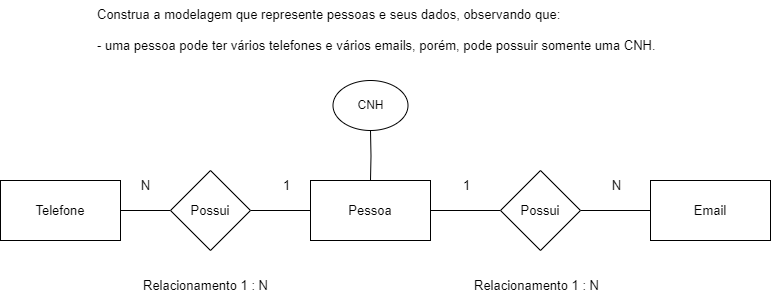 Construa a modelagem que represente pessoas e seus dados, observando que:
- uma pessoa pode ter vários telefones e vários emails, porém, pode possuir somente uma CNH.
CNH
N
1
1
N
Telefone
Possui
Pessoa
Possui
Email
Relacionamento 1 : N
Relacionamento 1 : N